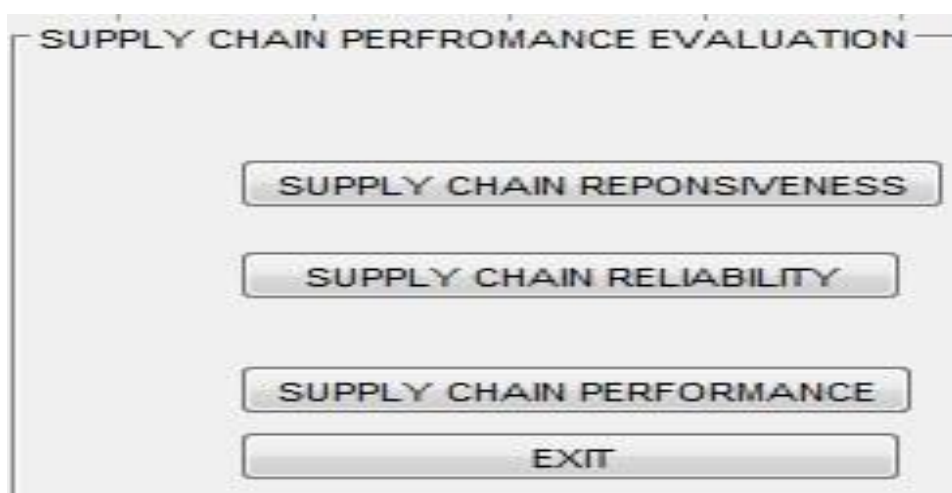 SUPPLY CHAIN PERFROMANCE EVALUATION
SUPPLY CHAIN REPONSIVENESS
SUPPLY CHAIN RELIABILITY
SUPPLY CHAIN PERFORMANCE
EXIT